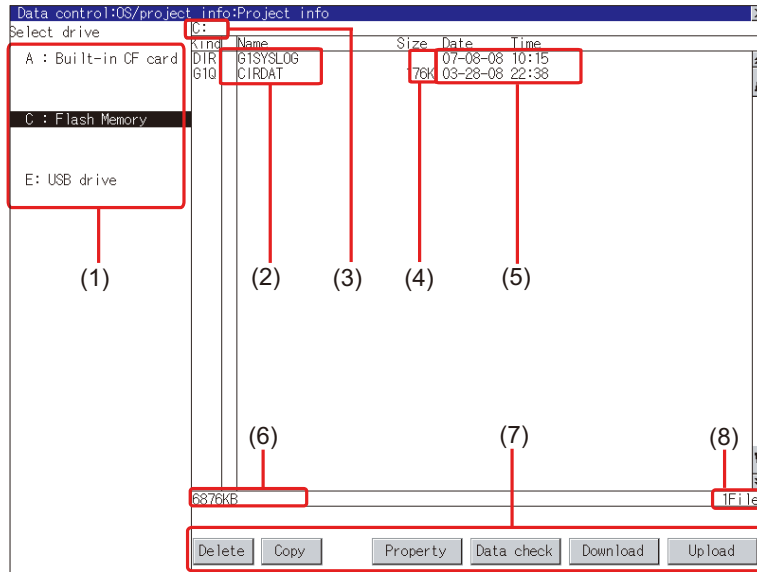 Data control:OS/project info:Project info
Select drive
C:
Kind Name Size Date Time
A : Built-in CF card
DIR G1SYSLOG 07-08-08 10:15
G1Q CIRDAT 176K 03-28-08 22:38
C : Flash Memory
E: USB drive
(1) (2) (3) (4) (5)
(6) (7) (8)
6876KB 1File
Delete Copy Property Data check Download Upload